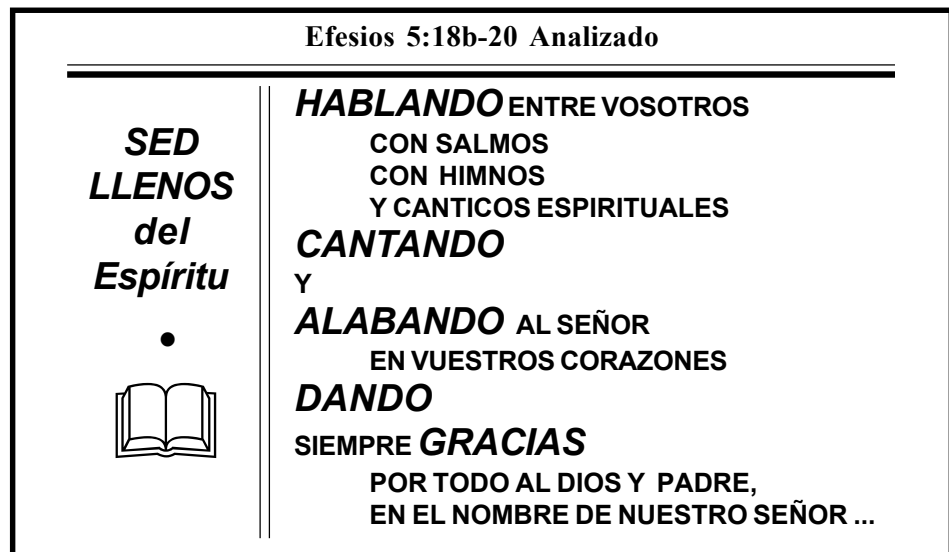 Efesios 5:18b-20 Analizado
SED
LLENOS
del
Espíritu
HABLANDO ENTRE VOSOTROS
CON SALMOS
CON HIMNOS
Y CANTICOS ESPIRITUALES
CANTANDO
Y
ALABANDO AL SEÑOR
EN VUESTROS CORAZONES
DANDO
SIEMPRE GRACIAS
POR TODO AL DIOS Y PADRE,
EN EL NOMBRE DE NUESTRO SEÑOR ...